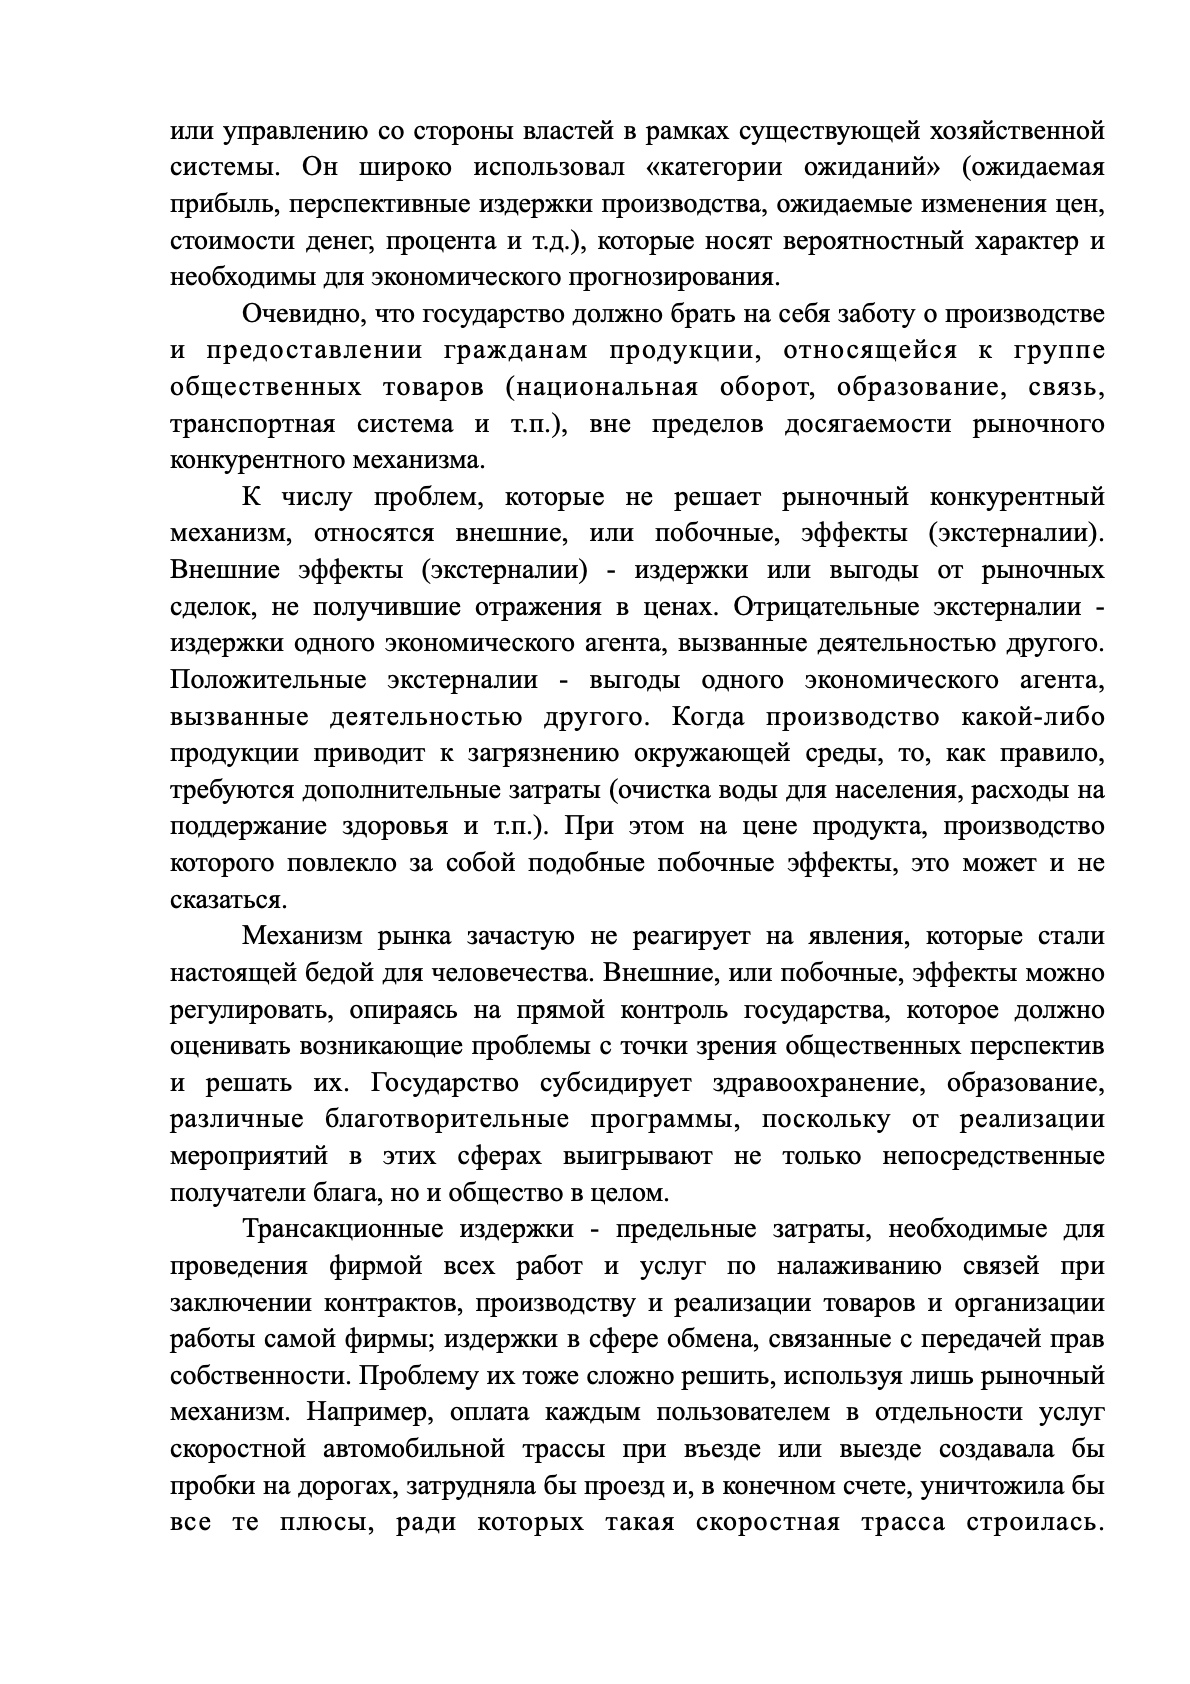 или управлению со стороны властей в рамках существующей хозяйственной
системы. Он широко использовал «категории ожиданий» (ожидаемая
прибыль, перспективные издержки производства, ожидаемые изменения цен,
стоимости денег, процента и т.д.), которые носят вероятностный характер и
необходимы для экономического прогнозирования.
Очевидно, что государство должно брать на себя заботу о производстве
и предоставлении гражданам продукции, относящейся к группе
общественных товаров (национальная оборот, образование, связь,
транспортная система и т.п.), вне пределов досягаемости рыночного
конкурентного механизма.
К числу проблем, которые не решает рыночный конкурентный
механизм, относятся внешние, или побочные, эффекты (экстерналии).
Внешние эффекты (экстерналии) - издержки или выгоды от рыночных
сделок, не получившие отражения в ценах. Отрицательные экстерналии -
издержки одного экономического агента, вызванные деятельностью другого.
Положительные экстерналии - выгоды одного экономического агента,
вызванные деятельностью другого. Когда производство какой-либо
продукции приводит к загрязнению окружающей среды, то, как правило,
требуются дополнительные затраты (очистка воды для населения, расходы на
поддержание здоровья и т.п.). При этом на цене продукта, производство
которого повлекло за собой подобные побочные эффекты, это может и не
сказаться.
Механизм рынка зачастую не реагирует на явления, которые стали
настоящей бедой для человечества. Внешние, или побочные, эффекты можно
регулировать, опираясь на прямой контроль государства, которое должно
оценивать возникающие проблемы с точки зрения общественных перспектив
и решать их. Государство субсидирует здравоохранение, образование,
различные благотворительные программы, поскольку от реализации
мероприятий в этих сферах выигрывают не только непосредственные
получатели блага, но и общество в целом.
Трансакционные издержки - предельные затраты, необходимые для
проведения фирмой всех работ и услуг по налаживанию связей при
заключении контрактов, производству и реализации товаров и организации
работы самой фирмы; издержки в сфере обмена, связанные с передачей прав
собственности. Проблему их тоже сложно решить, используя лишь рыночный
механизм. Например, оплата каждым пользователем в отдельности услуг
скоростной автомобильной трассы при въезде или выезде создавала бы
пробки на дорогах, затрудняла бы проезд и, в конечном счете, уничтожила бы
все те плюсы, ради которых такая скоростная трасса строилась.